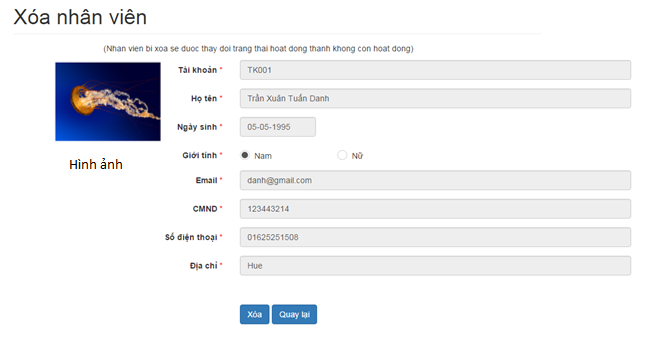 Xóa nhân viên
(Nhan vien bi xoa se duoc thay doi trang thai hoat dong thanh khong con hoat dong)
Tài khoản * TK001
Họ tên * Trần Xuân Tuấn Danh
Ngày sinh * 05-05-1995
Giới tính * Nam Nữ
Hình ảnh
Email * danh@gmail.com
CMND * 123443214
Số điện thoại * 01625251508
Địa chỉ * Hue
Xóa Quay lại